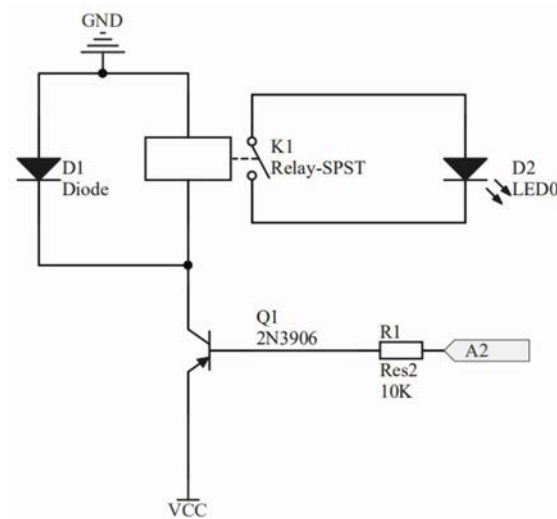 GND
D1
Diode
K1
Relay-SPST
D2
LED0
Q1
2N3906
R1
Res2
10K
A2
VCC